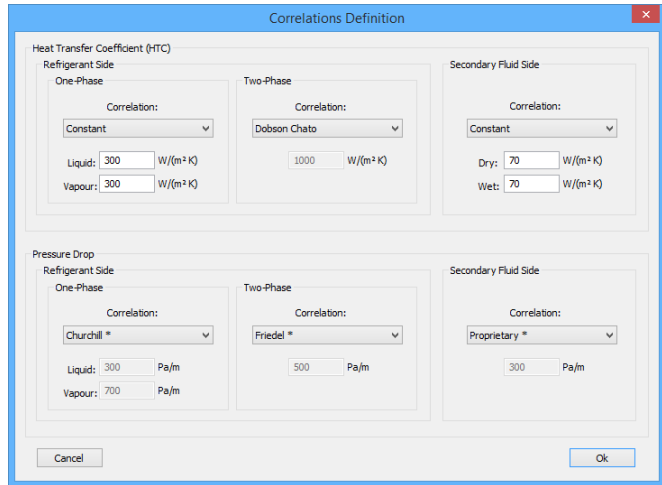 Correlations Definition
Heat Transfer Coefficient (HTC)
Refrigerant Side
Secondary Fluid Side
One-Phase
Two-Phase
Correlation:
Correlation:
Correlation:
Constant
Dobson Chato
Constant
Liquid: 300 W/(m² K)
1000 W/(m² K)
Dry: 70 W/(m² K)
Vapour: 300 W/(m² K)
Wet: 70 W/(m² K)
Pressure Drop
Refrigerant Side
Secondary Fluid Side
One-Phase
Two-Phase
Correlation:
Correlation:
Correlation:
Churchill *
Friedel *
Proprietary *
Liquid: 300 Pa/m
500 Pa/m
300 Pa/m
Vapour: 700 Pa/m
Cancel
Ok